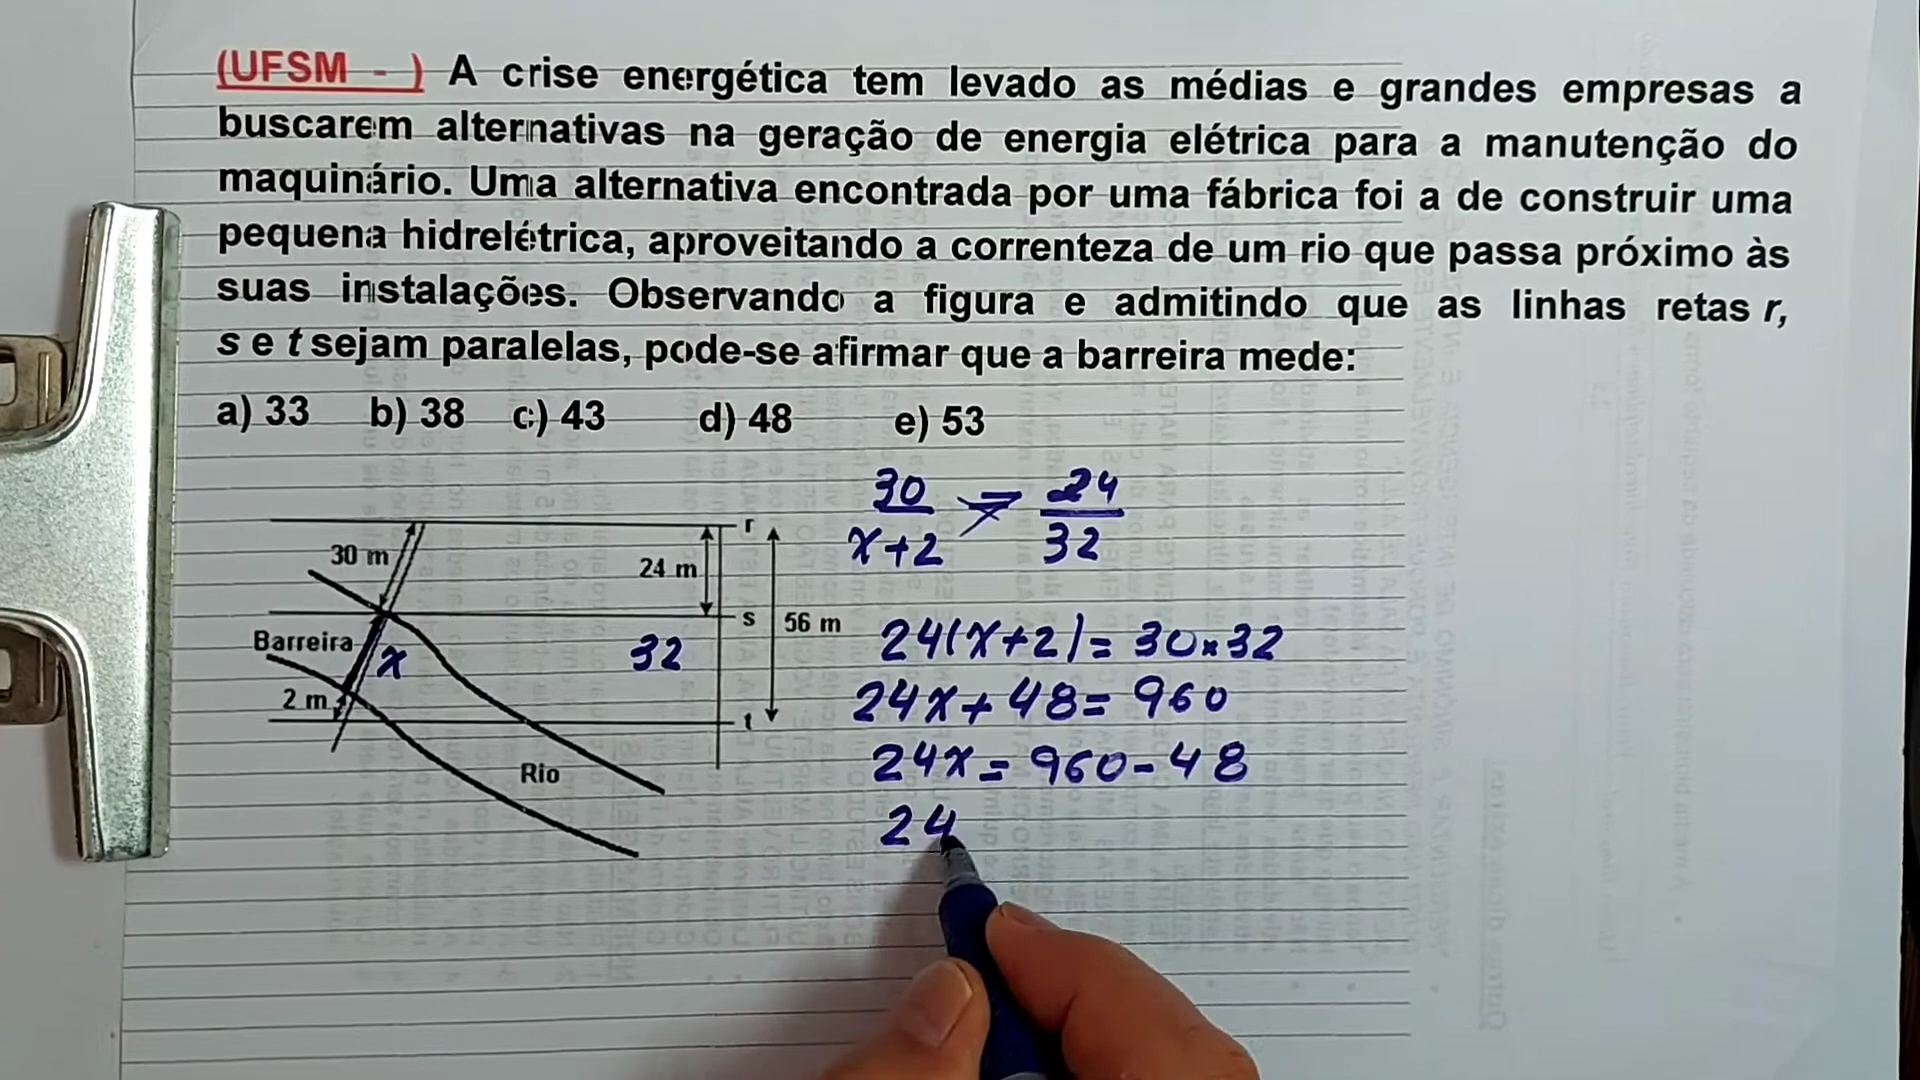 (UFSM - ) A crise energética tem levado as médias e grandes empresas a
buscarem alternativas na geração de energia elétrica para a manutenção do
maquinário. Uma alternativa encontrada por uma fábrica foi a de construir uma
pequena hidrelétrica, aproveitando a correnteza de um rio que passa próximo às
suas instalações. Observando a figura e admitindo que as linhas retas r,
s e t sejam paralelas, pode-se afirmar que a barreira mede:
a) 33 b) 38 c) 43 d) 48 e) 53
30 m
24 m
r
Barreira
x
32
s
56 m
2 m
t
Rio
30/x+2 = 24/32
24(x+2) = 30x32
24x + 48 = 960
24x = 960 - 48
24